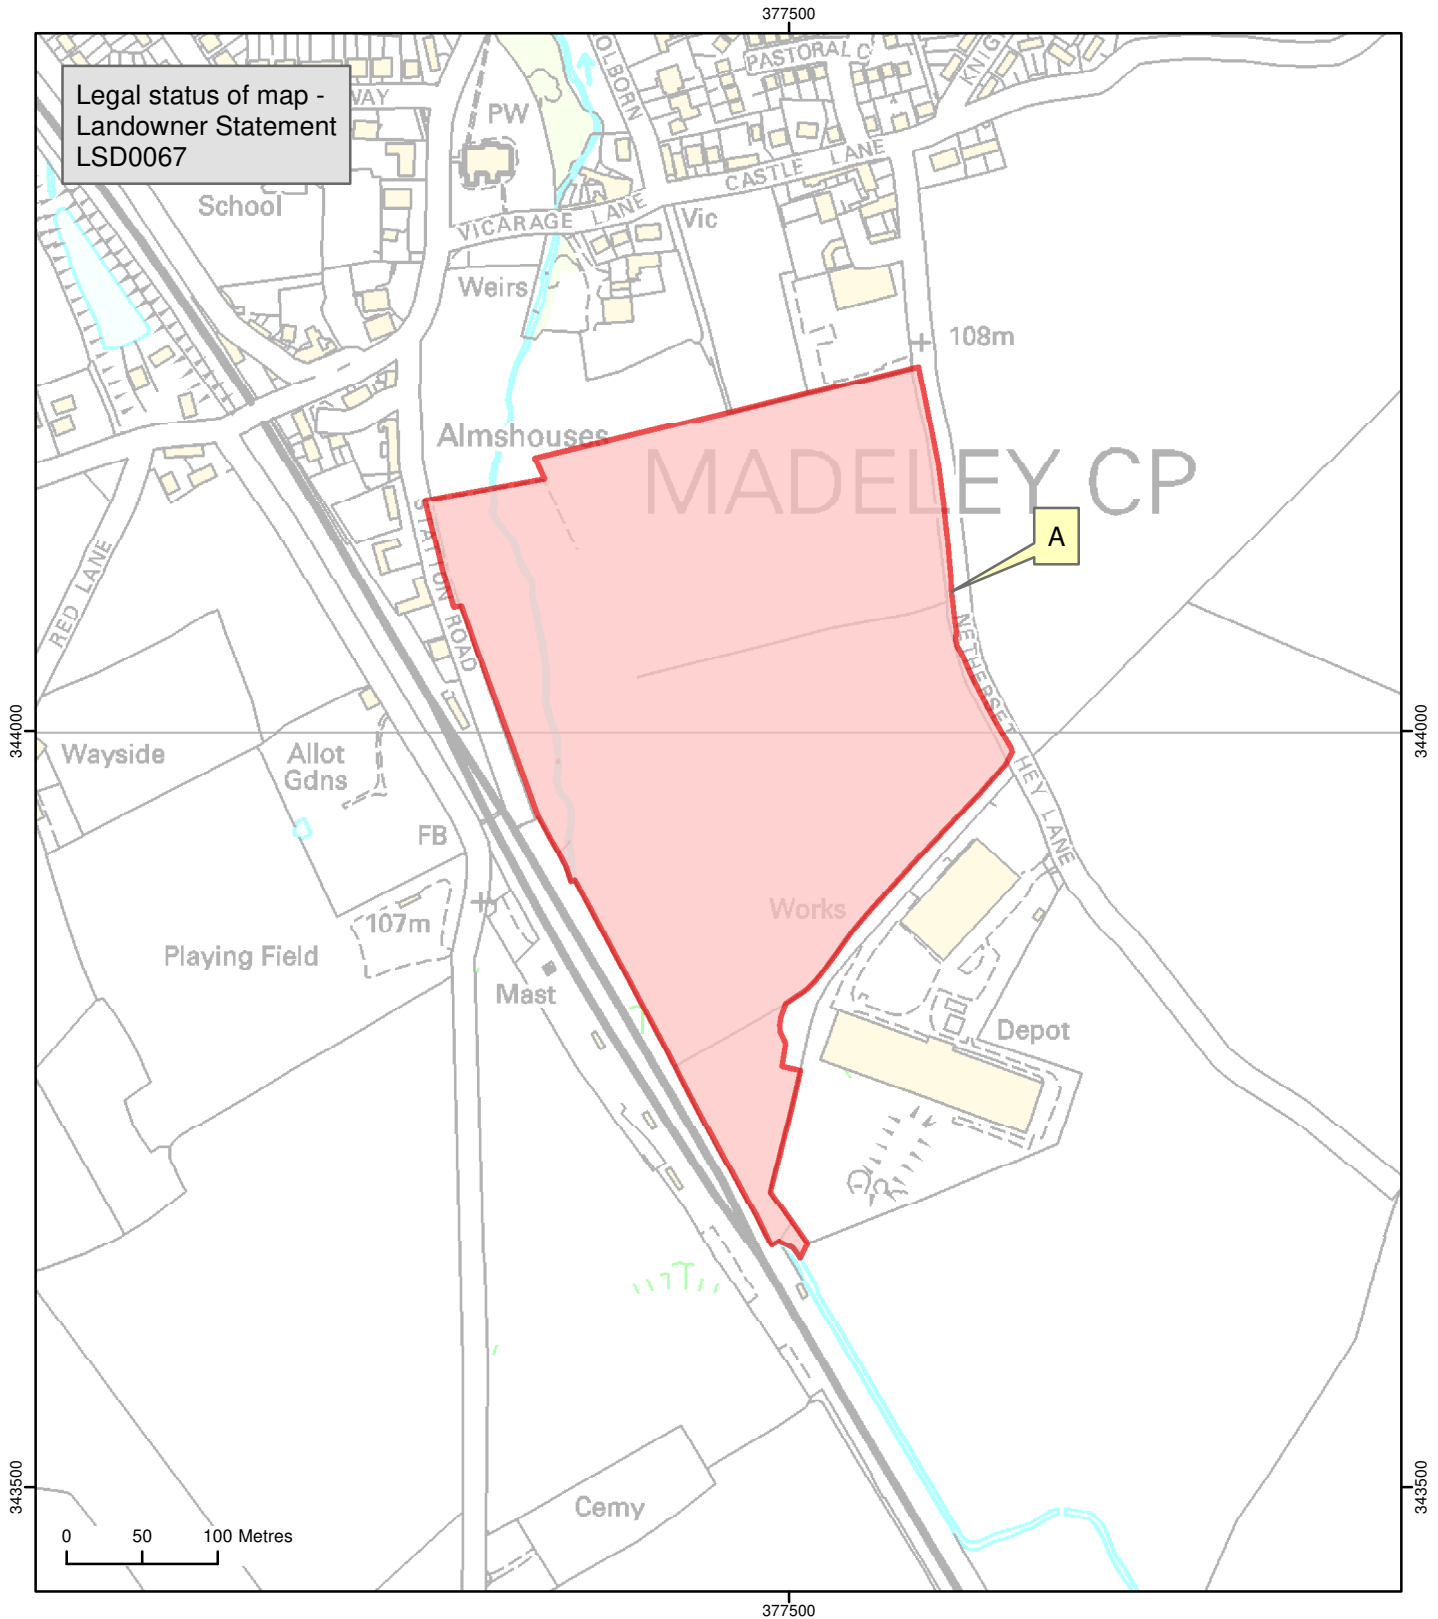 377500
Legal status of map -
Landowner Statement
LSD0067
WAY
PW
OLBORN
PASTORAL C
KNIG
School
VICARAGE LANE
CASTLE LANE
Vic
Weirs
108m
Almshouses
MADELEY CP
A
STATION ROAD
RED LANE
NETHERSET HEY LANE
344000
344000
Wayside
Allot
Gdns
FB
107m
Works
Playing Field
Mast
Depot
343500
343500
Cemy
0 50 100 Metres
377500